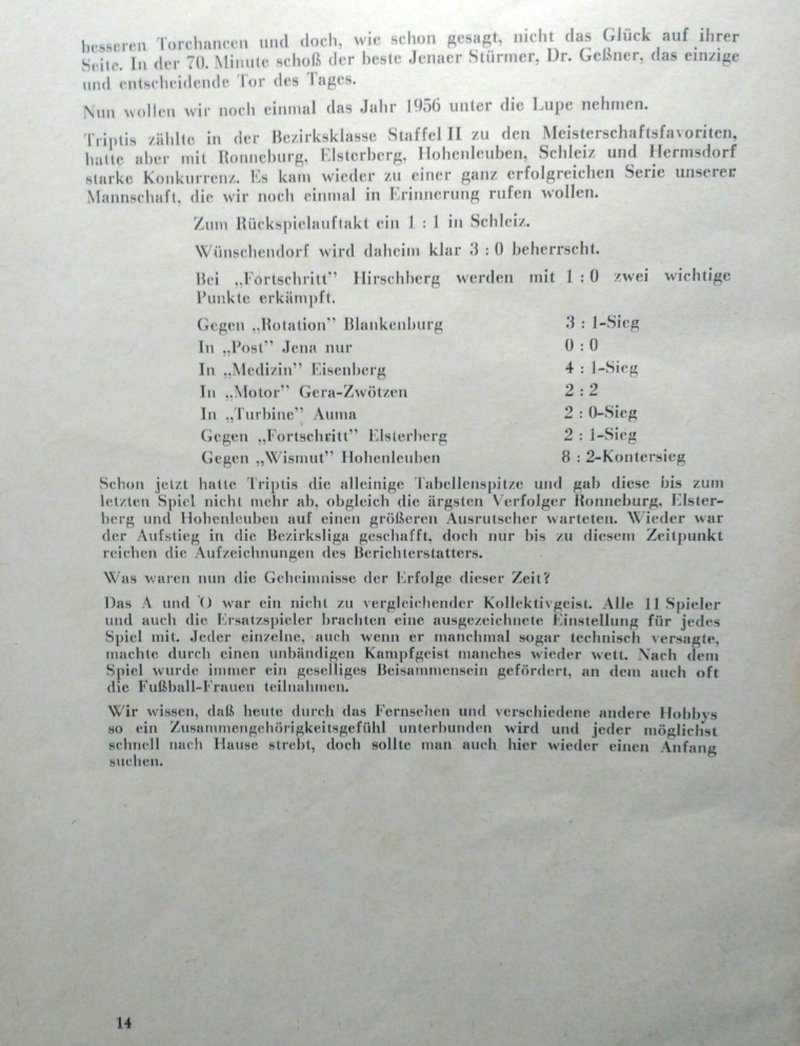 besseren Torchancen und doch, wie schon gesagt, nicht das Glück auf ihrer
Seite. In der 70. Minute schoß der beste Jenaer Stürmer, Dr. Geßner, das einzige
und entscheidende Tor des Tages.
Nun wollen wir noch einmal das Jahr 1956 unter die Lupe nehmen.
Triptis zählte in der Bezirksklasse Staffel II zu den Meisterschaftsfavoriten,
hatte aber mit Ronneburg, Elsterberg, Hohenleuben, Schleiz und Hermsdorf
starke Konkurrenz. Es kam wieder zu einer ganz erfolgreichen Serie unserer
Mannschaft, die wir noch einmal in Erinnerung rufen wollen.
Zum Rückspielauftakt ein 1 : 1 in Schleiz.
Wünschendorf wird daheim klar 3 : 0 beherrscht.
Bei „Fortschritt” Hirschberg werden mit 1 : 0 zwei wichtige
Punkte erkämpft.
Gegen „Rotation” Blankenburg 3 : 1-Sieg
In „Post” Jena nur 0 : 0
In „Medizin” Eisenberg 4 : 1-Sieg
In „Motor” Gera-Zwötzen 2 : 2
In „Turbine” Auma 2 : 0-Sieg
Gegen „Fortschritt” Elsterberg 2 : 1-Sieg
Gegen „Wismut” Hohenleuben 8 : 2-Kontersieg
Schon jetzt hatte Triptis die alleinige Tabellenspitze und gab diese bis zum
letzten Spiel nicht mehr ab, obgleich die ärgsten Verfolger Ronneburg, Elster-
berg und Hohenleuben auf einen größeren Ausrutscher warteten. Wieder war
der Aufstieg in die Bezirksliga geschafft, doch nur bis zu diesem Zeitpunkt
reichen die Aufzeichnungen des Berichterstatters.
Was waren nun die Geheimnisse der Erfolge dieser Zeit?
Das A und O war ein nicht zu vergleichender Kollektivgeist. Alle 11 Spieler
und auch die Ersatzspieler brachten eine ausgezeichnete Einstellung für jedes
Spiel mit. Jeder einzelne, auch wenn er manchmal sogar technisch versagte,
machte durch einen unbändigen Kampfgeist manches wieder wett. Nach dem
Spiel wurde immer ein geselliges Beisammensein gefördert, an dem auch oft
die Fußball-Frauen teilnahmen.
Wir wissen, daß heute durch das Fernsehen und verschiedene andere Hobbys
so ein Zusammengehörigkeitsgefühl unterbunden wird und jeder möglichst
schnell nach Hause strebt, doch sollte man auch hier wieder einen Anfang
suchen.
14